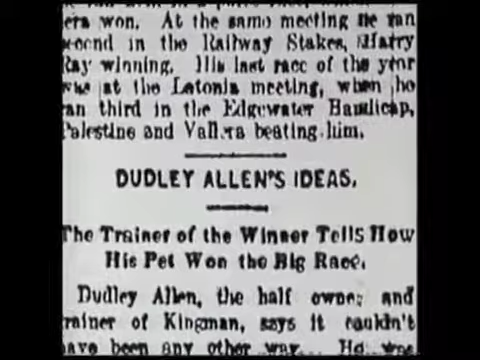 era won. At the same meeting he ran
second in the Railway Stakes, Harry
Ray winning. His last race of the year
was at the Latonia meeting, when he
ran third in the Edgewater Handicap,
Palestine and Vallera beating him.
DUDLEY ALLEN'S IDEAS.
The Trainer of the Winner Tells How
His Pet Won the Big Race.
Dudley Allen, the half owner and
trainer of Kingman, says it couldn't
have been any other way. He was